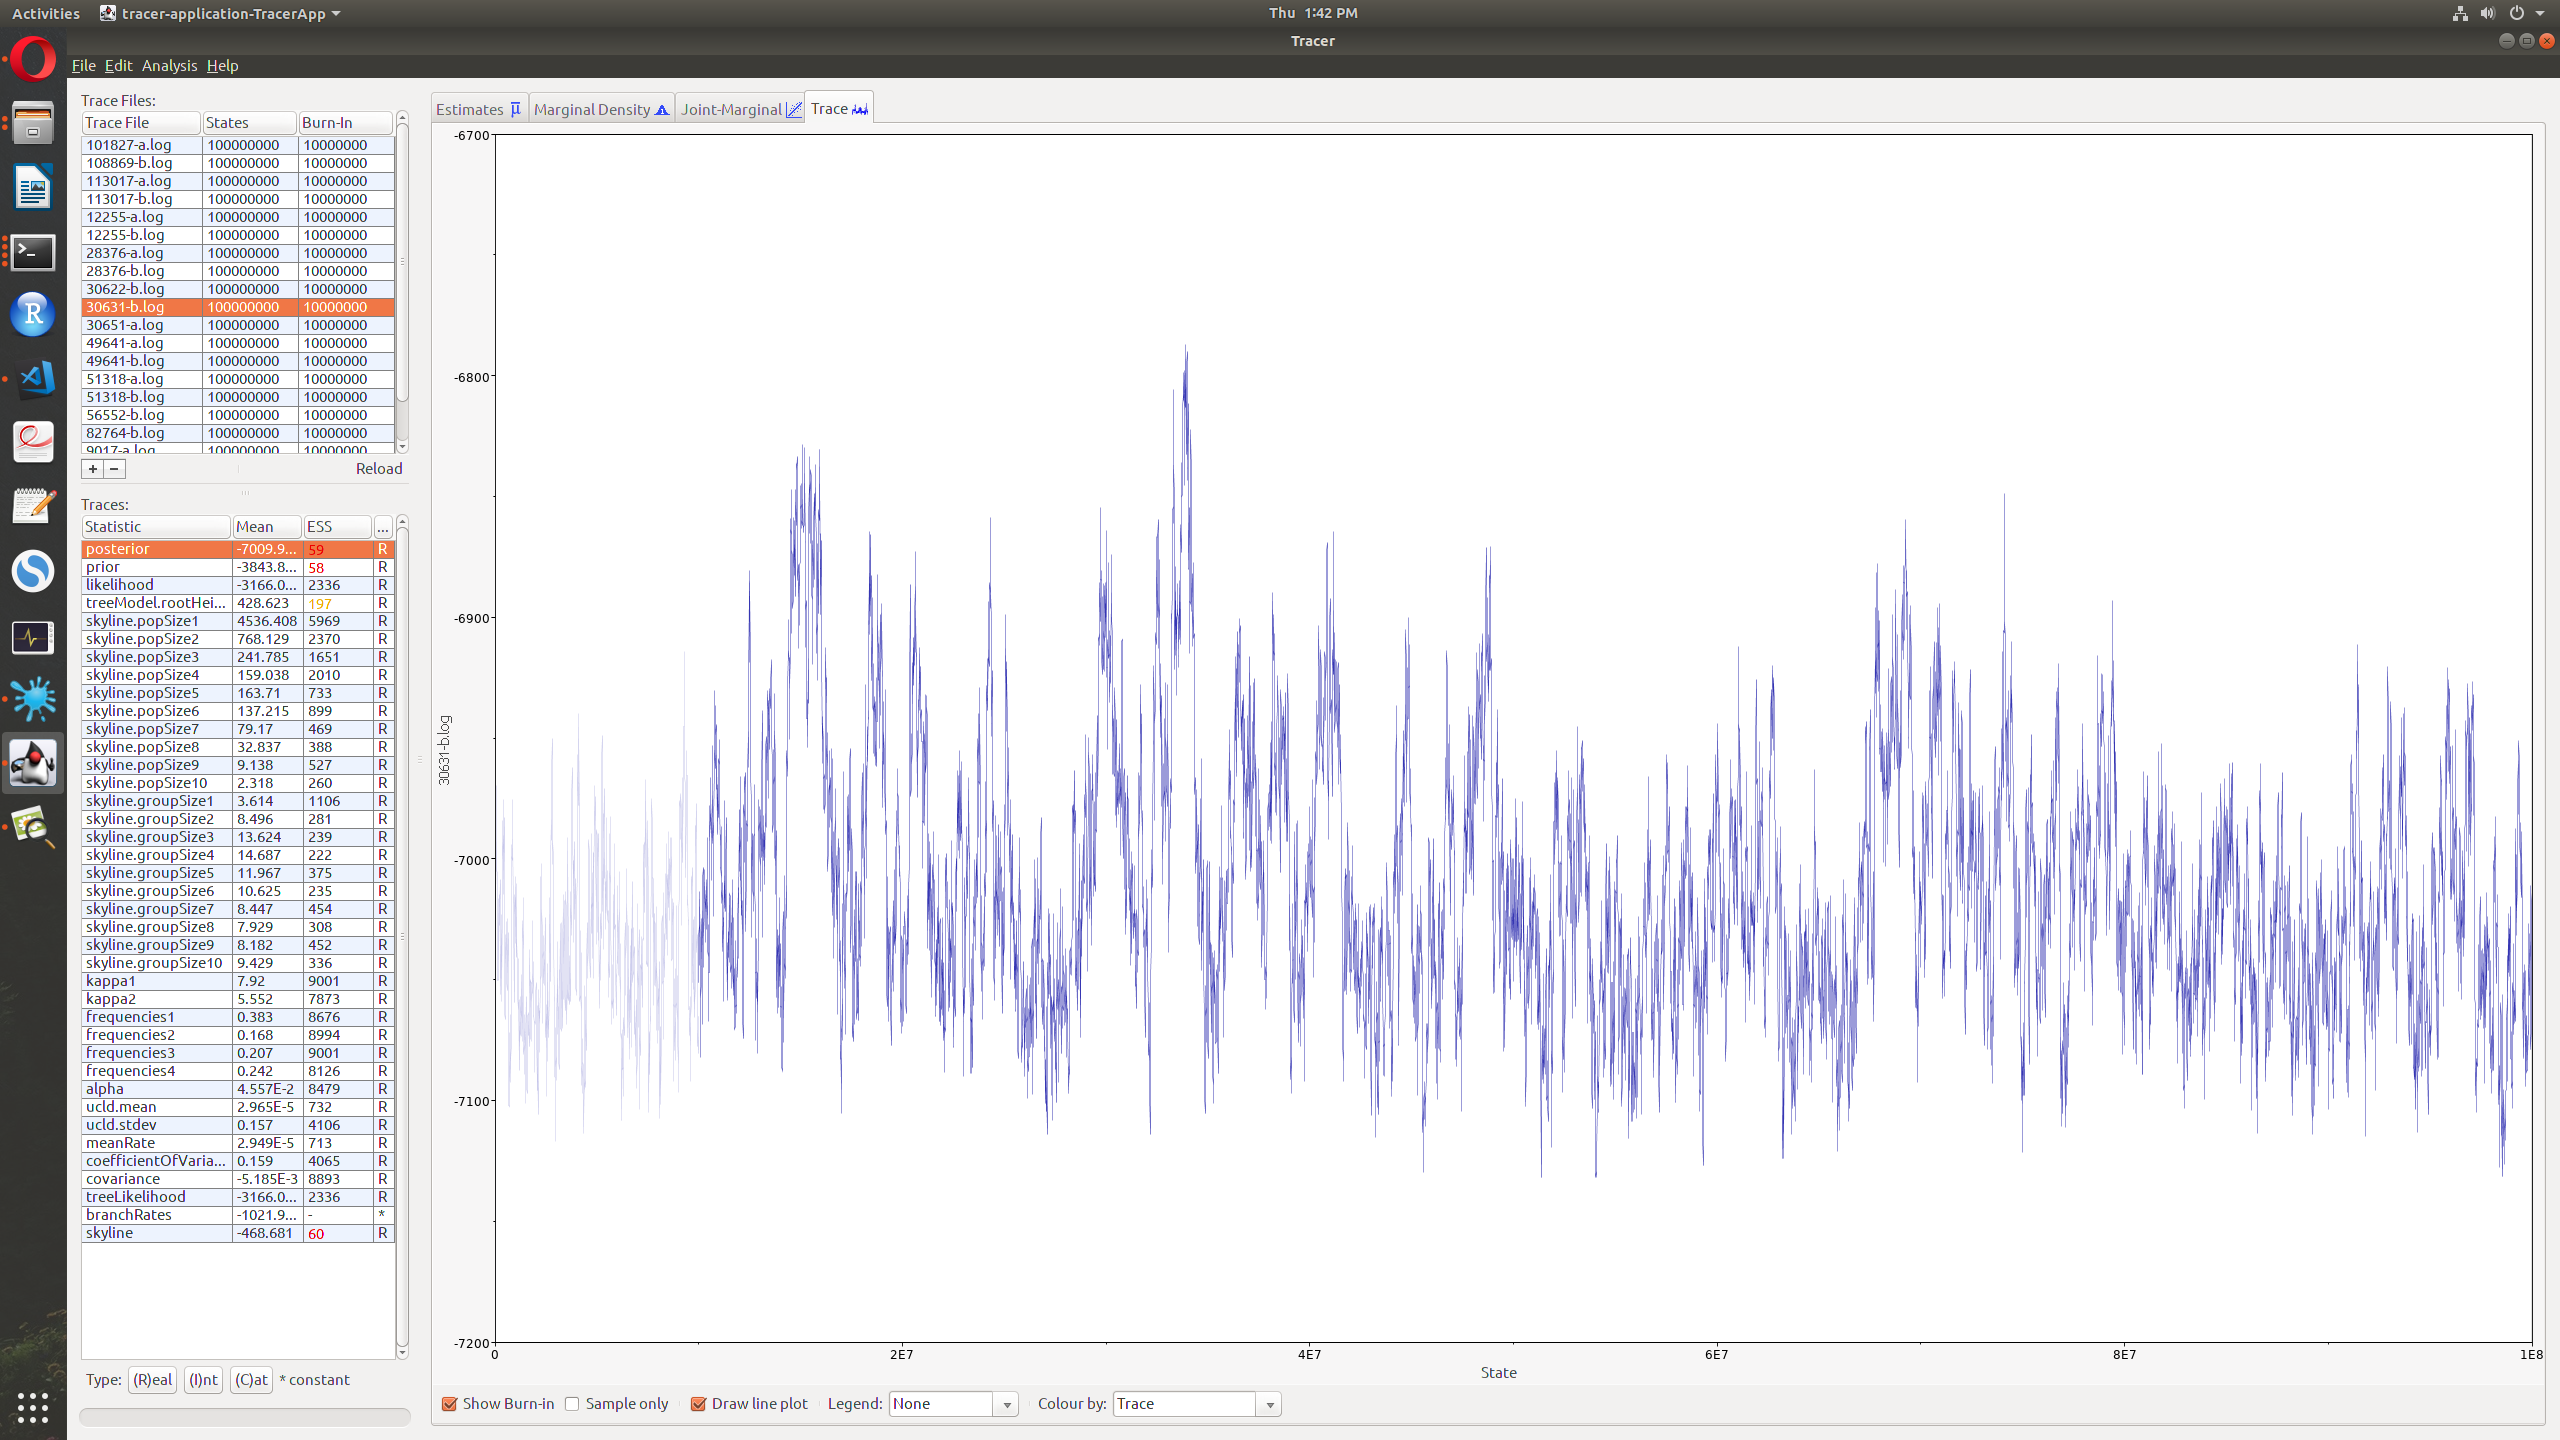 Activities tracer-application-TracerApp Thu 1:42 PM
Tracer
File Edit Analysis Help
Trace Files:
Trace File States Burn-In
101827-a.log 100000000 10000000
108869-b.log 100000000 10000000
113017-a.log 100000000 10000000
113017-b.log 100000000 10000000
12255-a.log 100000000 10000000
12255-b.log 100000000 10000000
28376-a.log 100000000 10000000
28376-b.log 100000000 10000000
30622-b.log 100000000 10000000
30631-b.log 100000000 10000000
30651-a.log 100000000 10000000
49641-a.log 100000000 10000000
49641-b.log 100000000 10000000
51318-a.log 100000000 10000000
51318-b.log 100000000 10000000
56552-b.log 100000000 10000000
82764-b.log 100000000 10000000
9017-a.log 100000000 10000000
+ − Reload
Traces:
Statistic Mean ESS ...
posterior -7009.9... 59 R
prior -3843.8... 58 R
likelihood -3166.0... 2336 R
treeModel.rootHei... 428.623 197 R
skyline.popSize1 4536.408 5969 R
skyline.popSize2 768.129 2370 R
skyline.popSize3 241.785 1651 R
skyline.popSize4 159.038 2010 R
skyline.popSize5 163.71 733 R
skyline.popSize6 137.215 899 R
skyline.popSize7 79.17 469 R
skyline.popSize8 32.837 388 R
skyline.popSize9 9.138 527 R
skyline.popSize10 2.318 260 R
skyline.groupSize1 3.614 1106 R
skyline.groupSize2 8.496 281 R
skyline.groupSize3 13.624 239 R
skyline.groupSize4 14.687 222 R
skyline.groupSize5 11.967 375 R
skyline.groupSize6 10.625 235 R
skyline.groupSize7 8.447 454 R
skyline.groupSize8 7.929 308 R
skyline.groupSize9 8.182 452 R
skyline.groupSize10 9.429 336 R
kappa1 7.92 9001 R
kappa2 5.552 7873 R
frequencies1 0.383 8676 R
frequencies2 0.168 8994 R
frequencies3 0.207 9001 R
frequencies4 0.242 8126 R
alpha 4.557E-2 8479 R
ucld.mean 2.965E-5 732 R
ucld.stdev 0.157 4106 R
meanRate 2.949E-5 713 R
coefficientOfVaria... 0.159 4065 R
covariance -5.185E-3 8893 R
treeLikelihood -3166.0... 2336 R
branchRates -1021.9... - *
skyline -468.681 60 R
Type: (R)eal (I)nt (C)at * constant
Estimates µ Marginal Density Joint-Marginal Trace
-6700
-6800
-6900
-7000
-7100
-7200
30631-b.log
0 2E7 4E7 6E7 8E7 1E8
State
Show Burn-in Sample only Draw line plot Legend: None Colour by: Trace